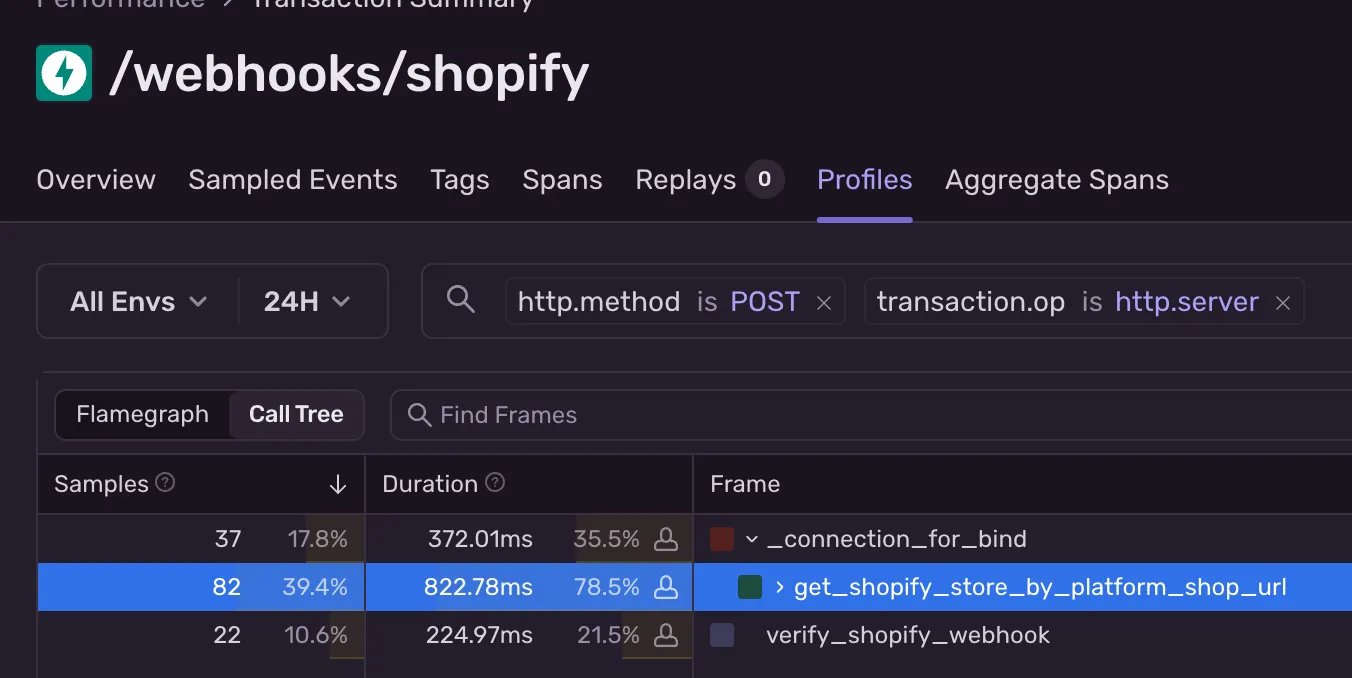 Performance > Transaction Summary
/webhooks/shopify
Overview Sampled Events Tags Spans Replays 0 Profiles Aggregate Spans
All Envs 24H http.method is POST × transaction.op is http.server ×
Flamegraph Call Tree Find Frames
Samples ? ↓ Duration ? Frame
37 17.8% 372.01ms 35.5% _connection_for_bind
82 39.4% 822.78ms 78.5% get_shopify_store_by_platform_shop_url
22 10.6% 224.97ms 21.5% verify_shopify_webhook